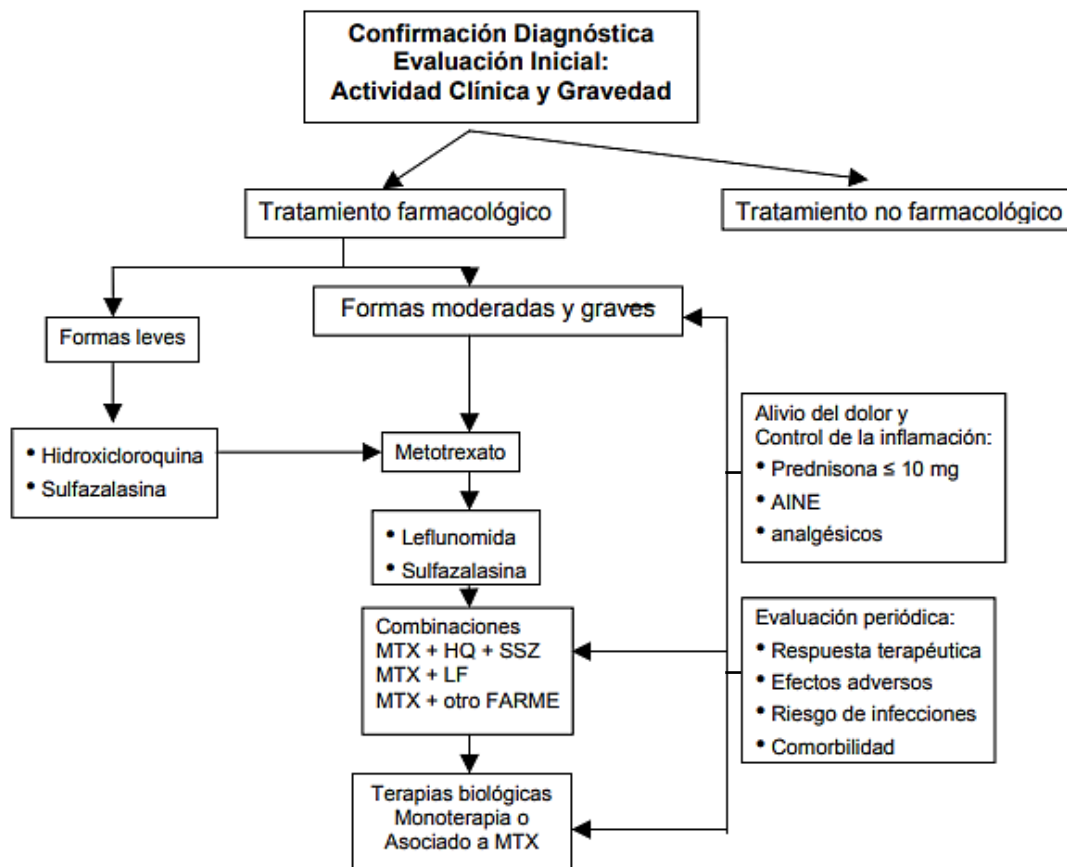 Confirmación Diagnóstica
Evaluación Inicial:
Actividad Clínica y Gravedad
Tratamiento farmacológico
Tratamiento no farmacológico
Formas leves
Formas moderadas y graves
• Hidroxicloroquina
• Sulfazalasina
Metotrexato
• Leflunomida
• Sulfazalasina
Combinaciones
MTX + HQ + SSZ
MTX + LF
MTX + otro FARME
Terapias biológicas
Monoterapia o
Asociado a MTX
Alivio del dolor y
Control de la inflamación:
• Prednisona ≤ 10 mg
• AINE
• analgésicos
Evaluación periódica:
• Respuesta terapéutica
• Efectos adversos
• Riesgo de infecciones
• Comorbilidad